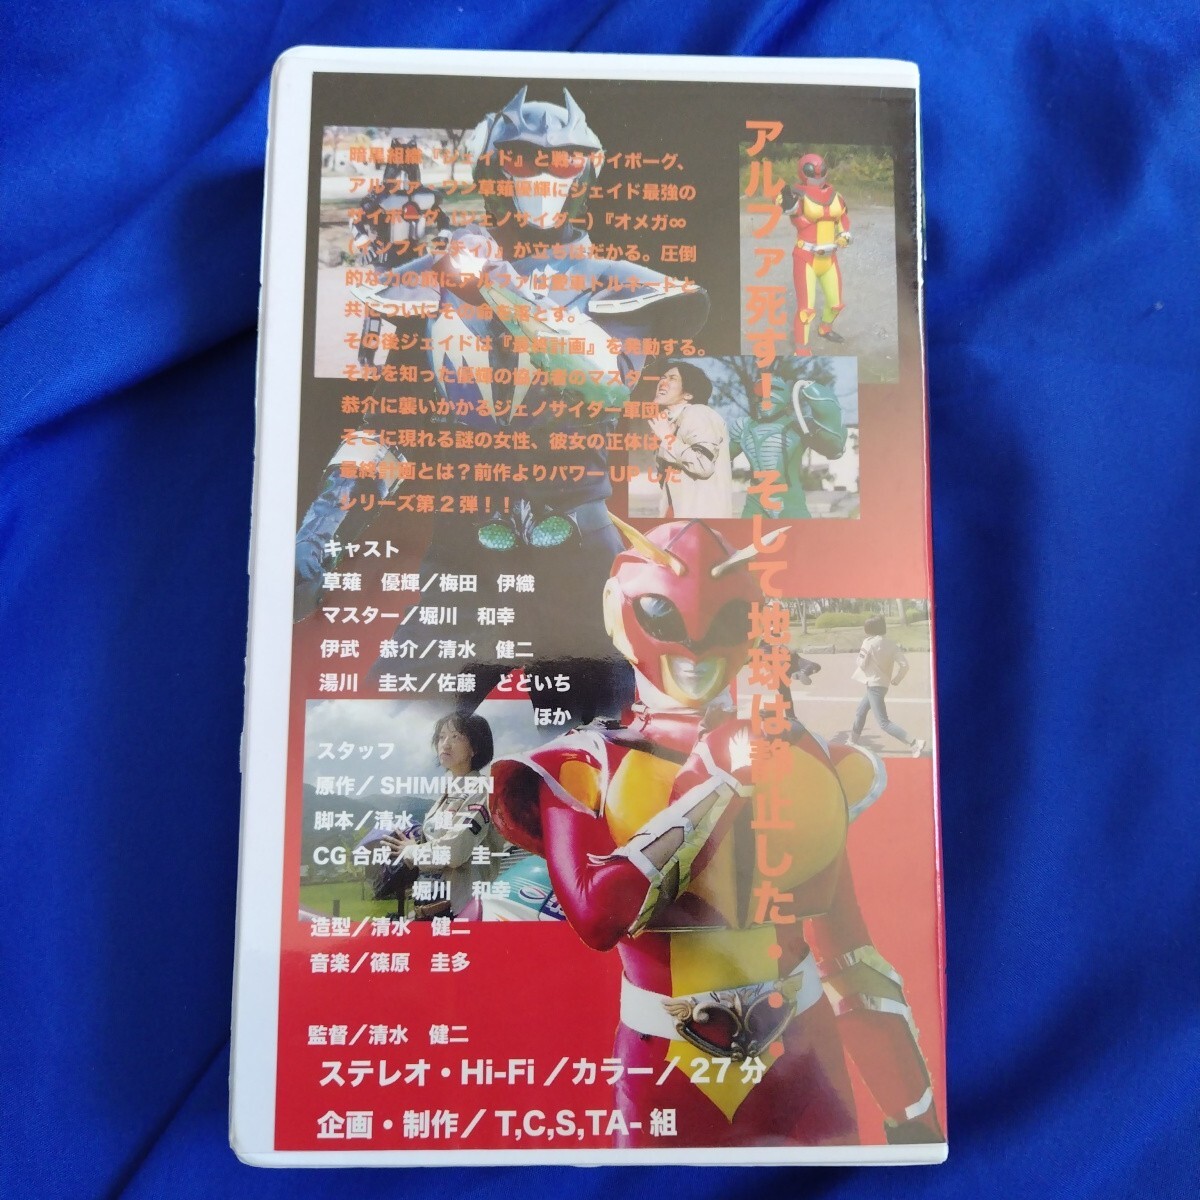 アルファ死す! そして地球は静止した・・・
暗黒組織『ジェイド』と戦うサイボーグ、
アルファ・ワン草薙優輝にジェイド最強の
サイボーグ(ジェノサイダー)『オメガ∞
(インフィニティ)』が立ちはだかる。圧倒
的な力の前にアルファは愛車トルネードと
共についにその命を落とす。
その後ジェイドは『最終計画』を発動する。
それを知った優輝の協力者のマスター、
恭介に襲いかかるジェノサイダー軍団。
そこに現れる謎の女性、彼女の正体は?
最終計画とは?前作よりパワーUPした
シリーズ第2弾!!
キャスト
草薙 優輝/梅田 伊織
マスター/堀川 和幸
伊武 恭介/清水 健二
湯川 圭太/佐藤 どどいち
ほか
スタッフ
原作/SHIMIKEN
脚本/清水 健二
CG合成/佐藤 圭一
堀川 和幸
造型/清水 健二
音楽/篠原 圭多
監督/清水 健二
ステレオ・Hi-Fi/カラー/27分
企画・制作/T,C,S,TA-組